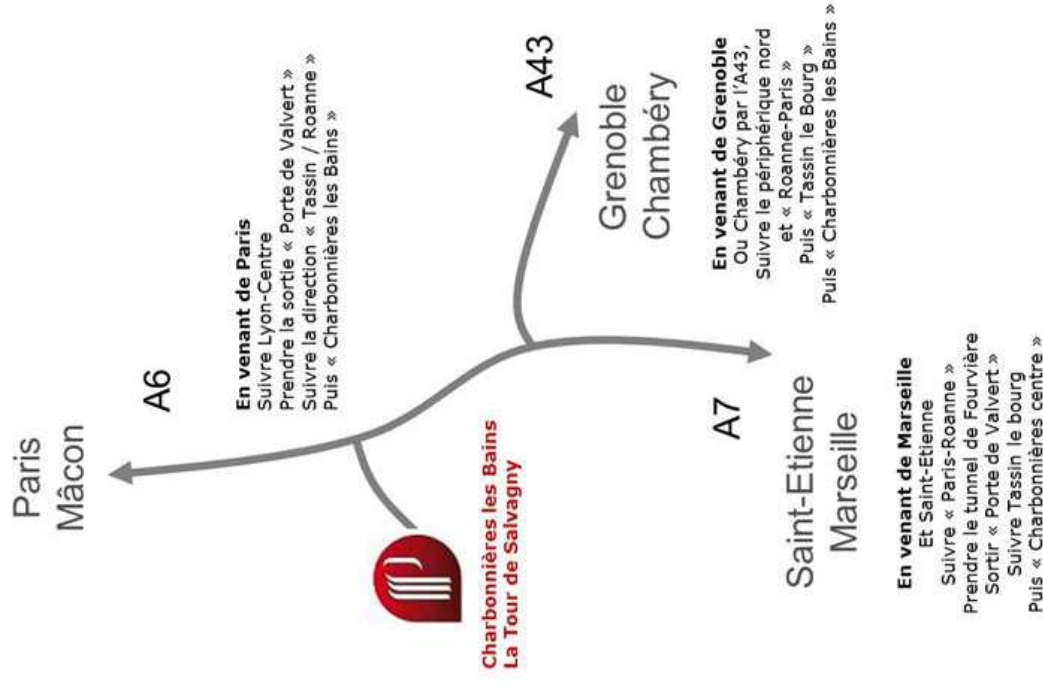 Paris
Mâcon
A6
En venant de Paris
Suivre Lyon-Centre
Prendre la sortie « Porte de Valvert »
Suivre la direction « Tassin / Roanne »
Puis « Charbonnières les Bains »
Charbonnières les Bains
La Tour de Salvagny
A43
Grenoble
Chambéry
En venant de Grenoble
Ou Chambéry par l'A43,
Suivre le périphérique nord
et « Roanne-Paris »
Puis « Tassin le Bourg »
Puis « Charbonnières les Bains »
A7
Saint-Etienne
Marseille
En venant de Marseille
Et Saint-Etienne
Suivre « Paris-Roanne »
Prendre le tunnel de Fourvière
Sortir « Porte de Valvert »
Suivre Tassin le bourg
Puis « Charbonnières centre »